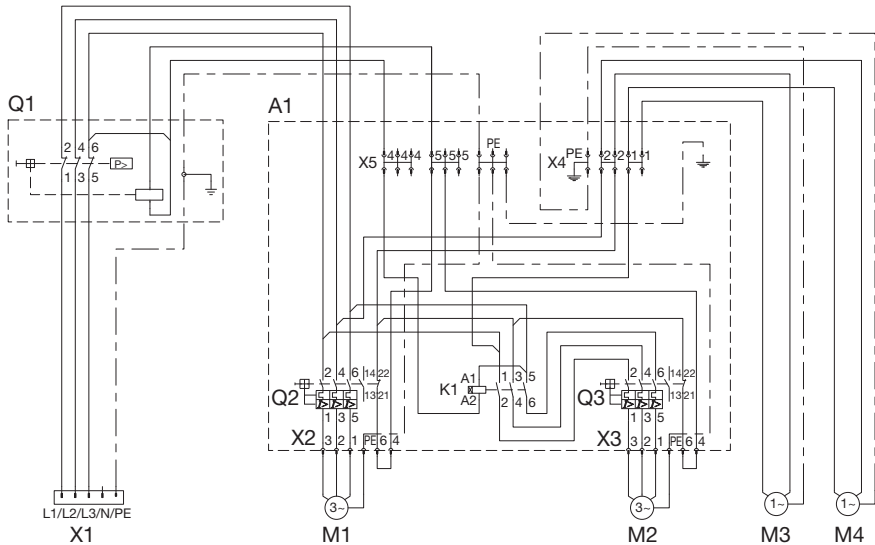 Q1
A1
2 4 6
P>
1 3 5
X5
4 4 4
5 5 5
PE
X4
PE
2 2 1 1
Q2
2 4 6 14 22
13 21
1 3 5
K1
A1
A2
1 3 5
2 4 6
Q3
2 4 6 14 22
13 21
1 3 5
X2
3 2 1 PE 6 4
X3
3 2 1 PE 6 4
L1/L2/L3/N/PE
3~
3~
1~
1~
X1
M1
M2
M3
M4